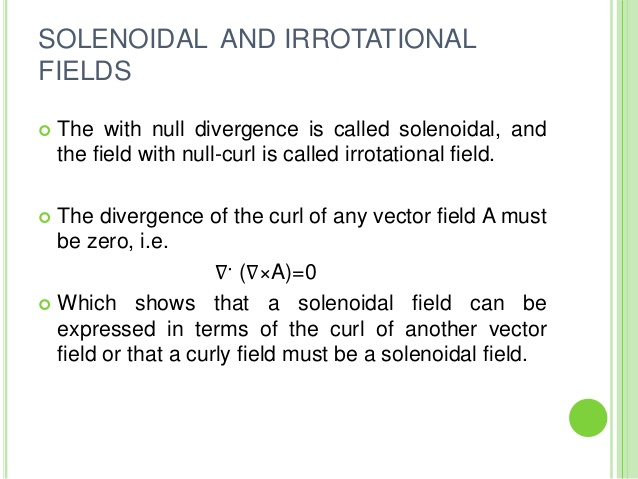 SOLENOIDAL AND IRROTATIONAL
FIELDS
The with null divergence is called solenoidal, and
the field with null-curl is called irrotational field.
The divergence of the curl of any vector field A must
be zero, i.e.
∇· (∇×A)=0
Which shows that a solenoidal field can be
expressed in terms of the curl of another vector
field or that a curly field must be a solenoidal field.